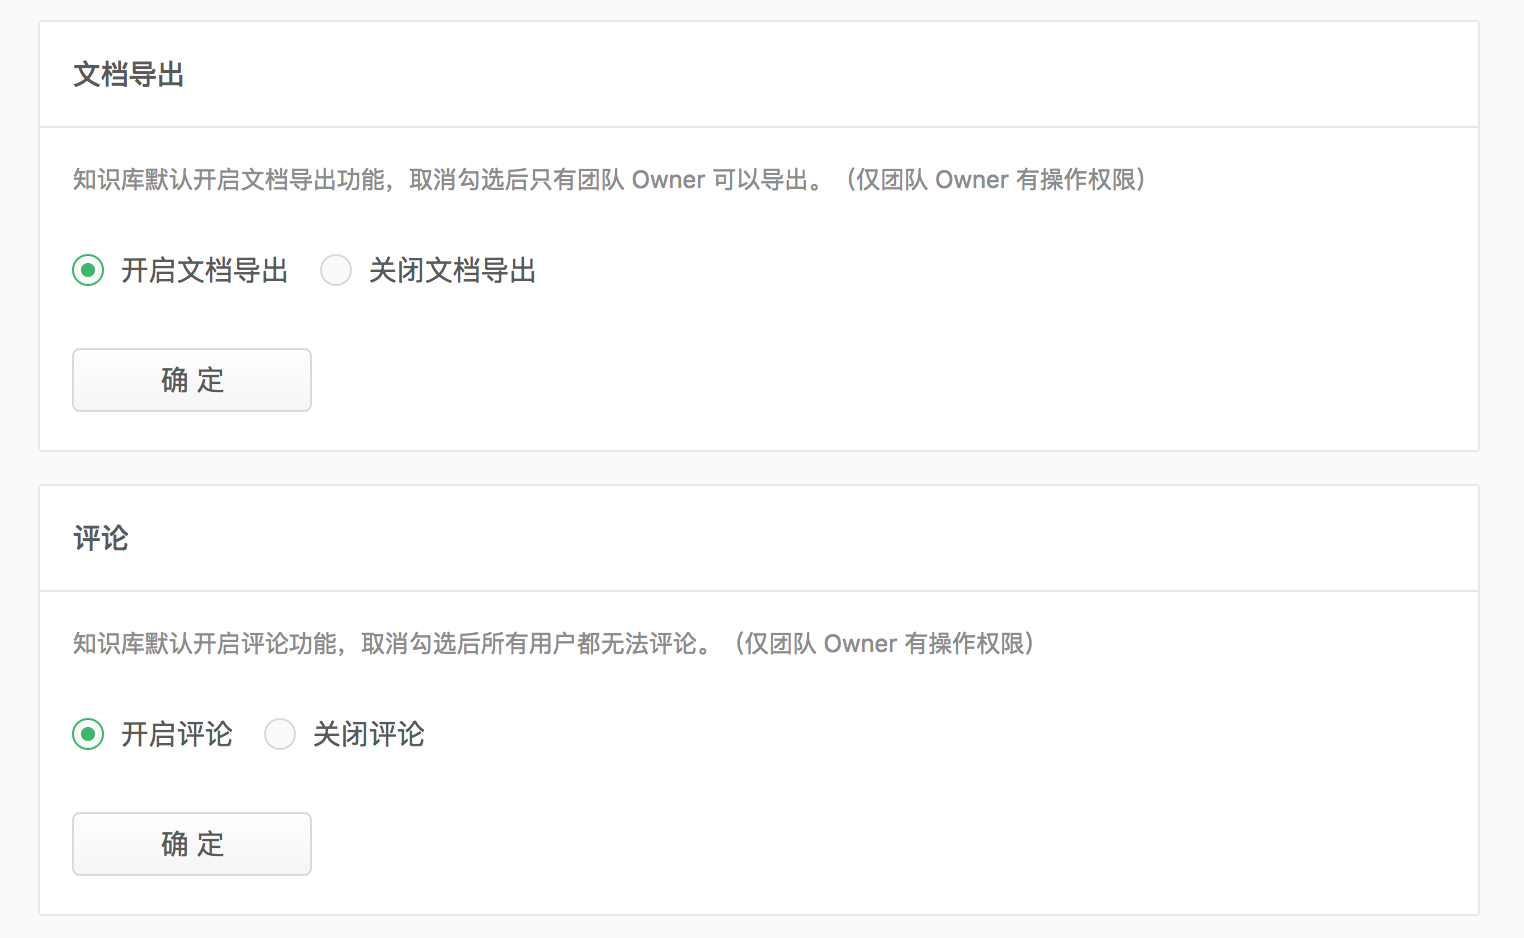 文档导出
知识库默认开启文档导出功能，取消勾选后只有团队 Owner 可以导出。（仅团队 Owner 有操作权限）
开启文档导出 关闭文档导出
确 定
评论
知识库默认开启评论功能，取消勾选后所有用户都无法评论。（仅团队 Owner 有操作权限）
开启评论 关闭评论
确 定